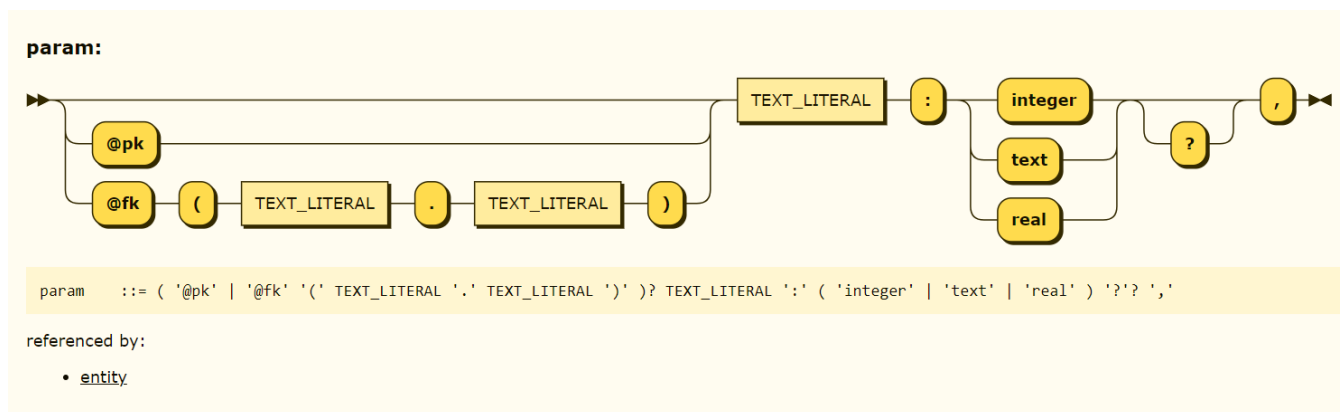 param:
TEXT_LITERAL : integer ,
@pk ?
text
@fk ( TEXT_LITERAL . TEXT_LITERAL )
real
param ::= ( '@pk' | '@fk' '(' TEXT_LITERAL '.' TEXT_LITERAL ')' )? TEXT_LITERAL ':' ( 'integer' | 'text' | 'real' ) '?'? ','
referenced by:
• entity